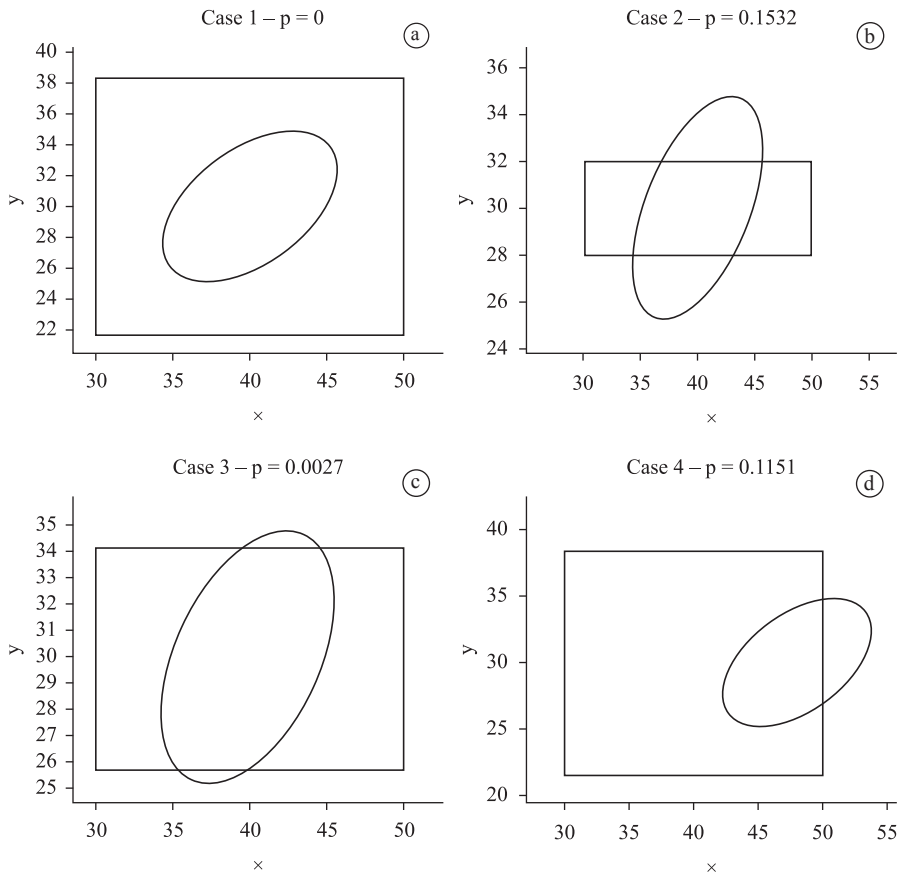 Case 1 – p = 0
a
40
38
36
34
32
30
28
26
24
22
y
30 35 40 45 50
×
Case 2 – p = 0.1532
b
36
34
32
30
28
26
24
y
30 35 40 45 50 55
×
Case 3 – p = 0.0027
c
35
34
33
32
31
30
29
28
27
26
25
y
30 35 40 45 50
×
Case 4 – p = 0.1151
d
40
35
30
25
20
y
30 35 40 45 50 55
×